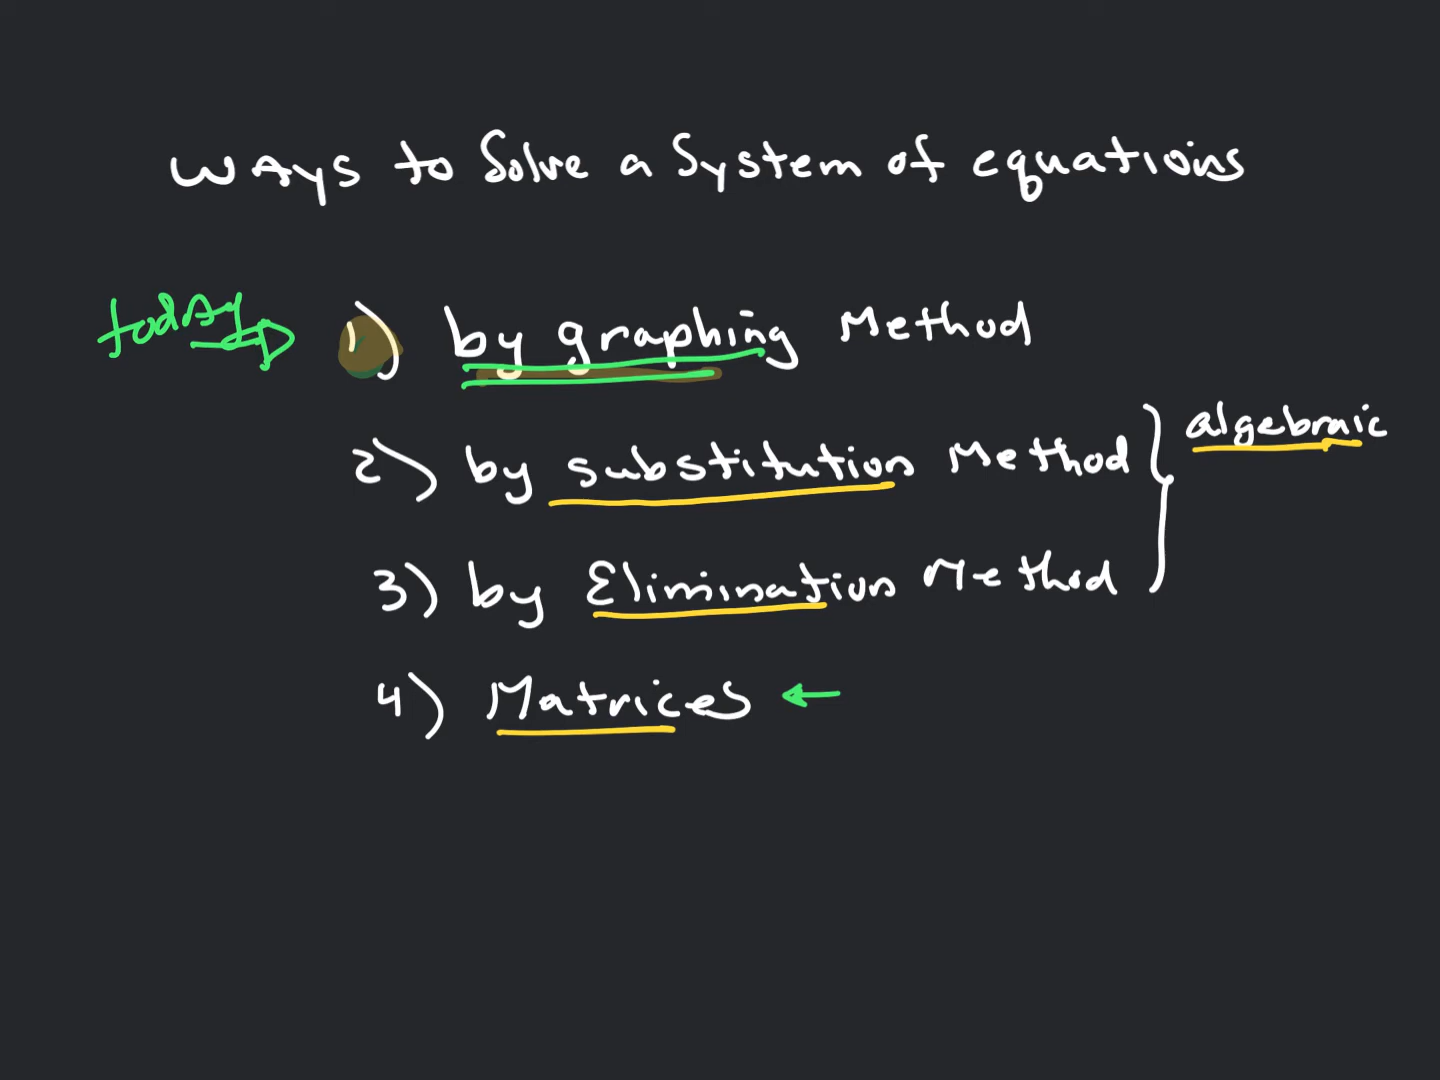 Ways to Solve a System of equations
today 1) by graphing Method
2) by substitution Method
algebraic
3) by Elimination Method
4) Matrices ←